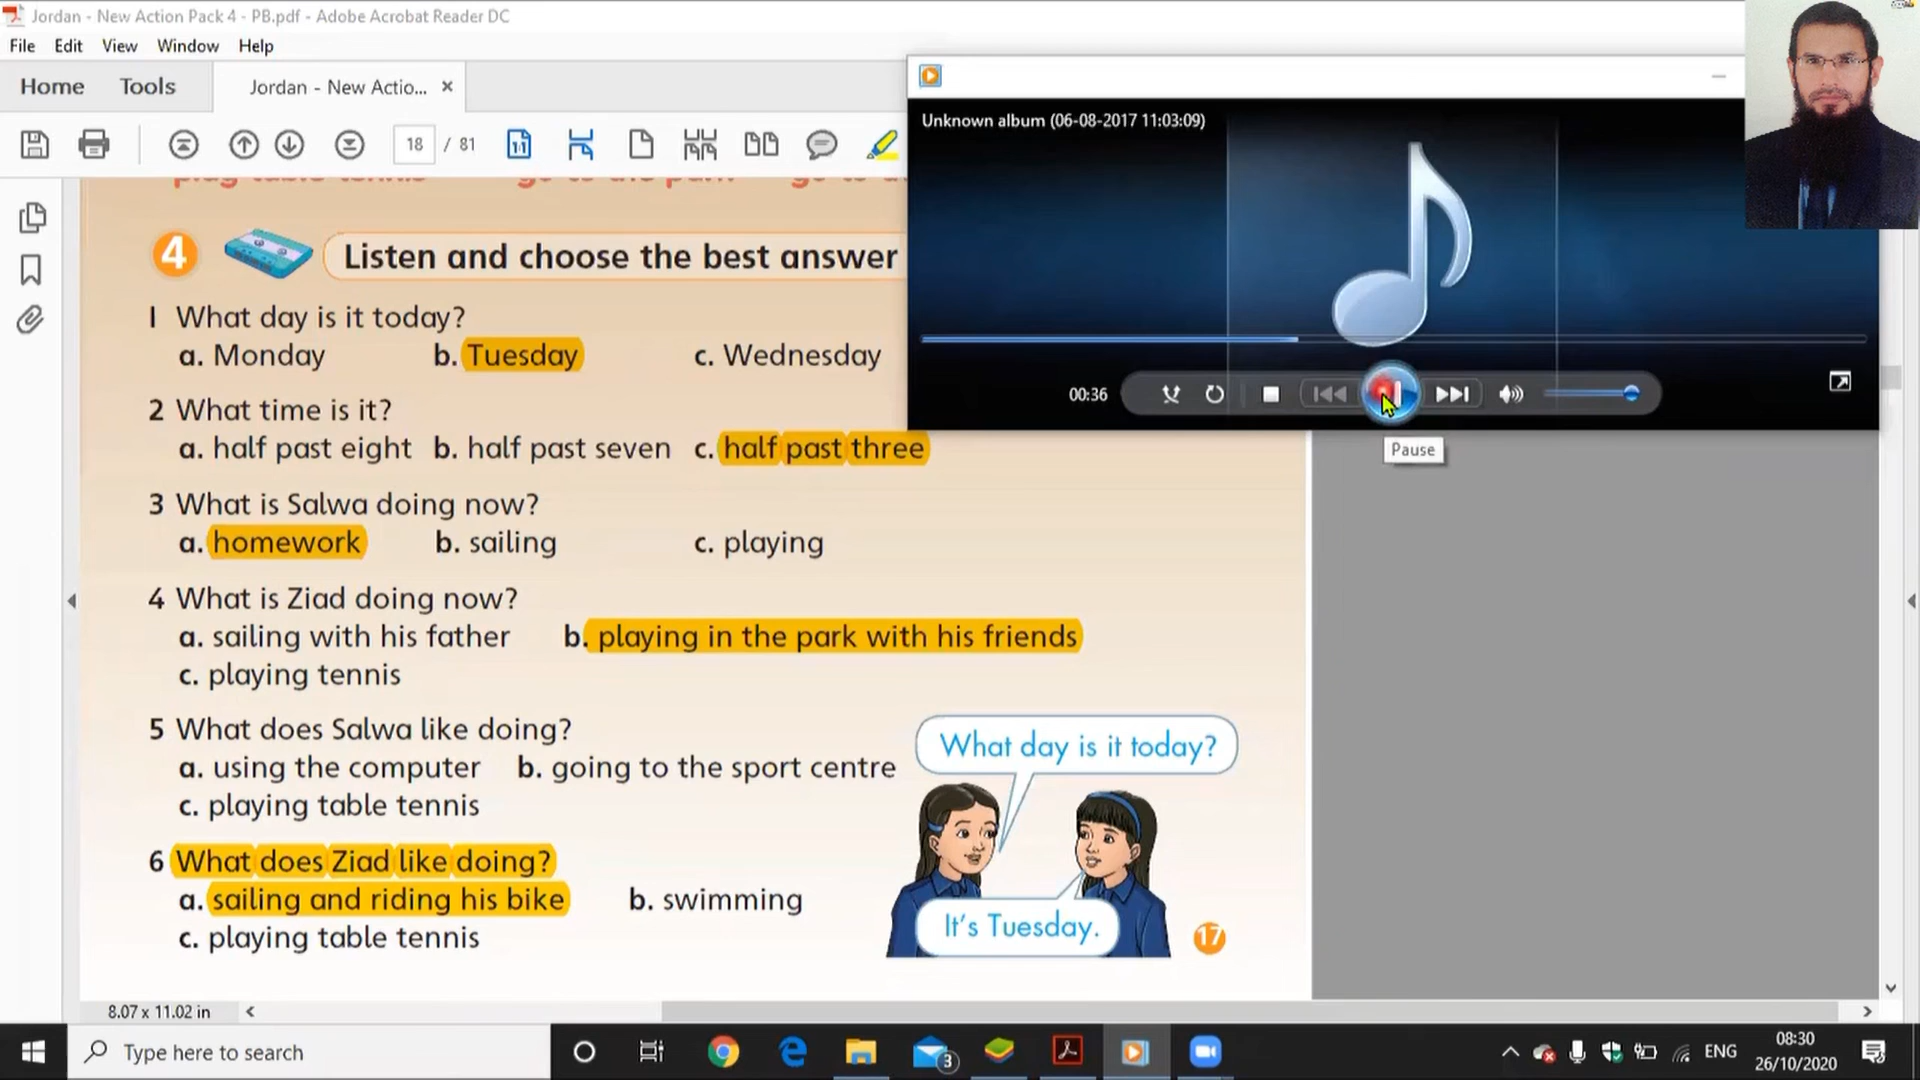 Jordan - New Action Pack 4 - PB.pdf - Adobe Acrobat Reader DC
File Edit View Window Help
Home Tools Jordan - New Actio... ×
18 / 81
Unknown album (06-08-2017 11:03:09)
00:36
Pause
4 Listen and choose the best answer
1 What day is it today?
a. Monday b. Tuesday c. Wednesday
2 What time is it?
a. half past eight b. half past seven c. half past three
3 What is Salwa doing now?
a. homework b. sailing c. playing
4 What is Ziad doing now?
a. sailing with his father b. playing in the park with his friends
c. playing tennis
5 What does Salwa like doing?
a. using the computer b. going to the sport centre
c. playing table tennis
6 What does Ziad like doing?
a. sailing and riding his bike b. swimming
c. playing table tennis
What day is it today?
It's Tuesday.
17
8.07 x 11.02 in
Type here to search
3
ENG
08:30
26/10/2020